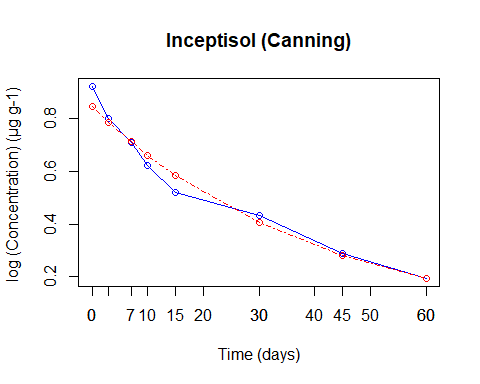 Inceptisol (Canning)
log (Concentration) (µg g-1)
0.8
0.6
0.4
0.2
0 7 10 15 20 30 40 45 50 60
Time (days)